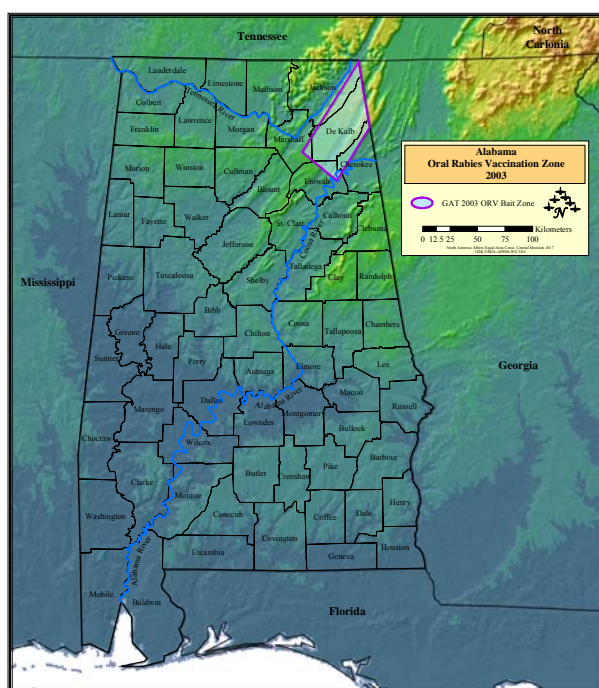 Tennessee
North
Carlonia
Lauderdale
Limestone
Madison
Jackson
Colbert
Tennessee River
Lawrence
Franklin
Morgan
Marshall
De Kalb
Cherokee
Alabama
Oral Rabies Vaccination Zone
2003
GAT 2003 ORV Bait Zone
N
Kilometers
0 12.5 25 50 75 100
Marion
Winston
Cullman
Etowah
Blount
Lamar
Fayette
Walker
St. Clair
Calhoun
Cleburne
Jefferson
Coosa River
Talladega
Mississippi
Pickens
Tuscaloosa
Shelby
Clay
Randolph
Bibb
Greene
Hale
Chilton
Coosa
Tallapoosa
Chambers
Sumter
Perry
Autauga
Elmore
Lee
Georgia
Dallas
Alabama River
Macon
Marengo
Lowndes
Montgomery
Russell
Bullock
Choctaw
Wilcox
Barbour
Clarke
Butler
Crenshaw
Pike
Monroe
Henry
Washington
Conecuh
Coffee
Dale
Covington
Escambia
Geneva
Houston
Alabama River
Mobile
Baldwin
Florida